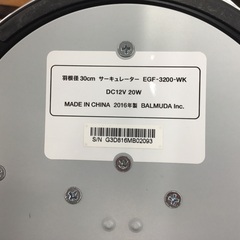 羽根径 30cm サーキュレーター EGF-3200-WK
DC12V 20W
MADE IN CHINA 2016年製 BALMUDA Inc.
S/N G3D816MB02093